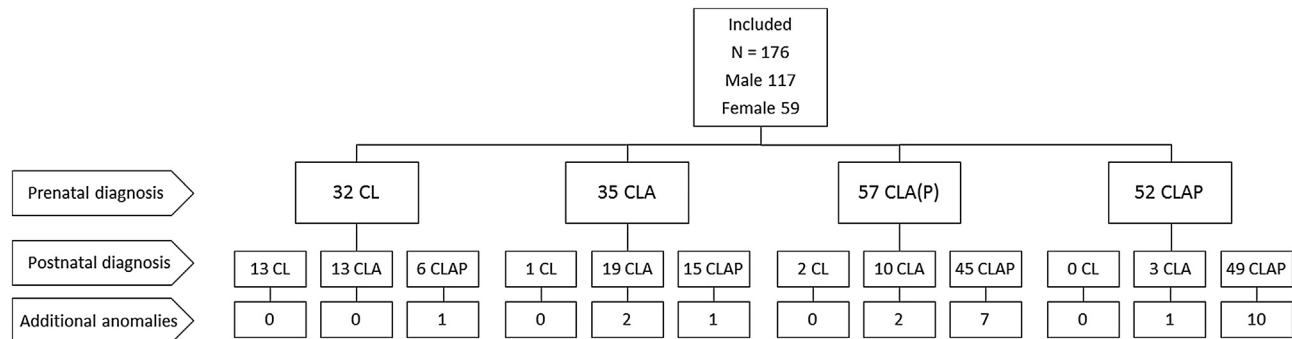 Included
N = 176
Male 117
Female 59
Prenatal diagnosis
32 CL
35 CLA
57 CLA(P)
52 CLAP
Postnatal diagnosis
13 CL
13 CLA
6 CLAP
1 CL
19 CLA
15 CLAP
2 CL
10 CLA
45 CLAP
0 CL
3 CLA
49 CLAP
Additional anomalies
0
0
1
0
2
1
0
2
7
0
1
10